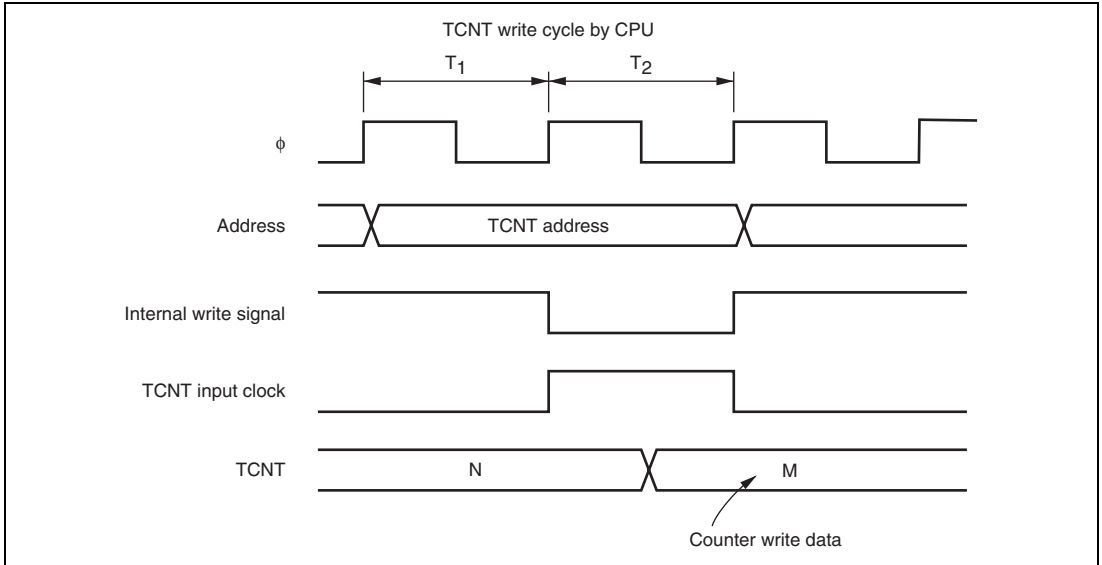 TCNT write cycle by CPU
T1 T2
φ
Address TCNT address
Internal write signal
TCNT input clock
TCNT N M
Counter write data